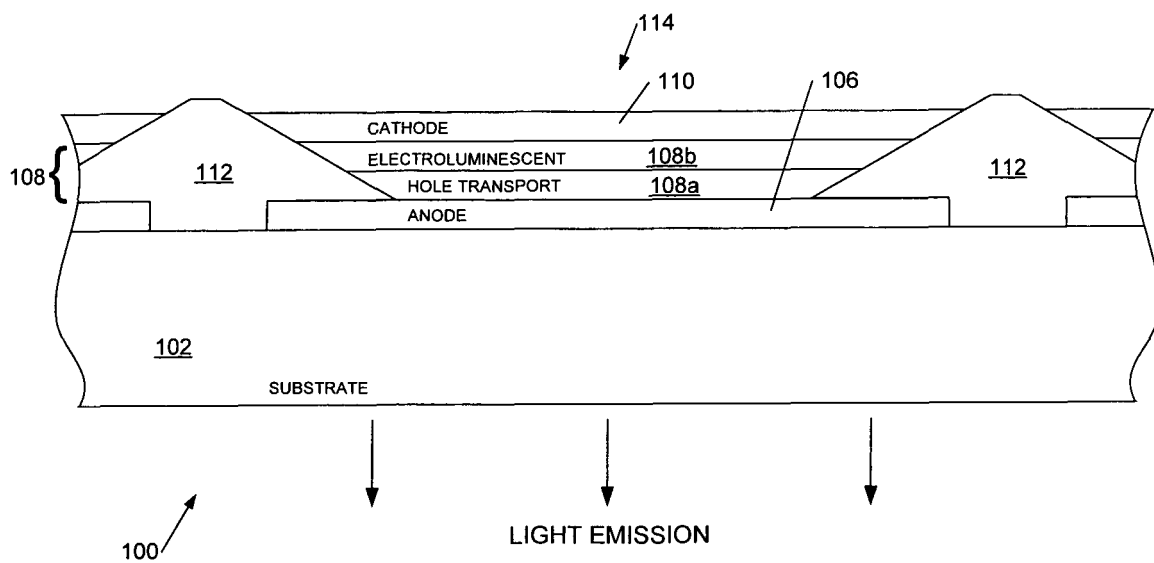 114
110
106
CATHODE
ELECTROLUMINESCENT 108b
108
112
HOLE TRANSPORT 108a
112
ANODE
102
SUBSTRATE
LIGHT EMISSION
100